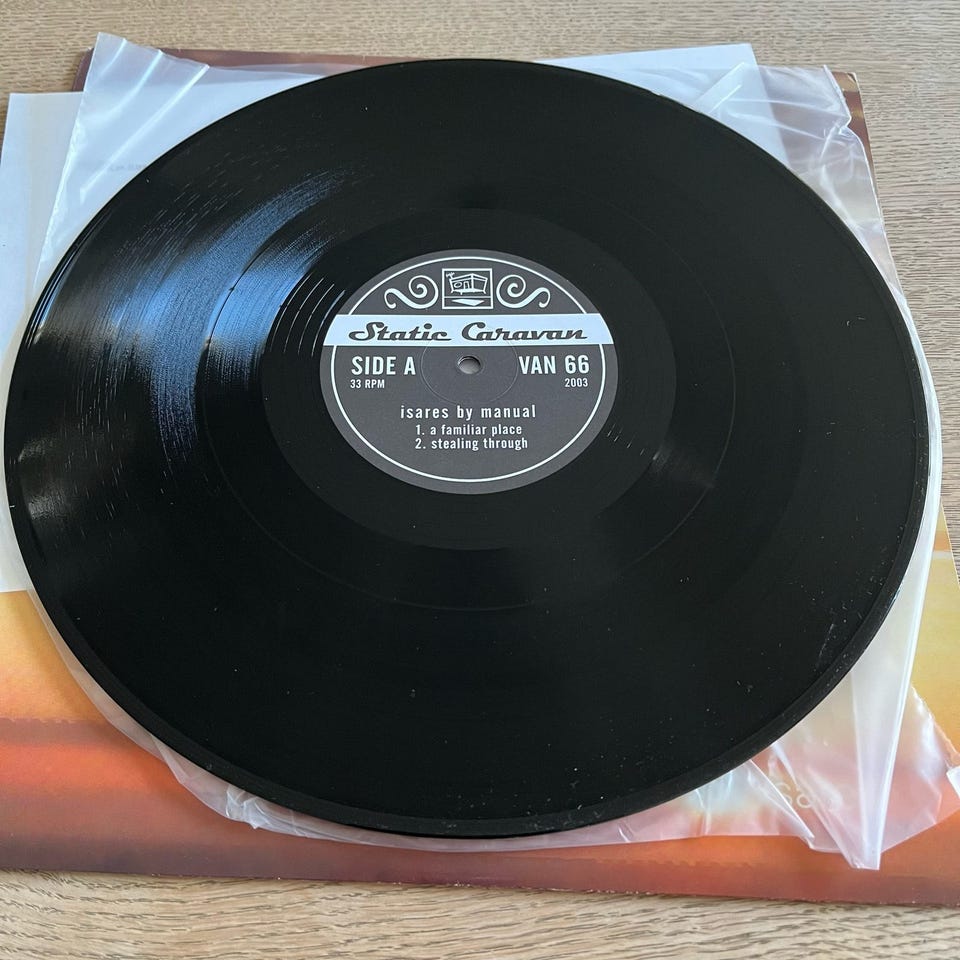 Static Caravan
SIDE A VAN 66
33 RPM 2003
isares by manual
1. a familiar place
2. stealing through